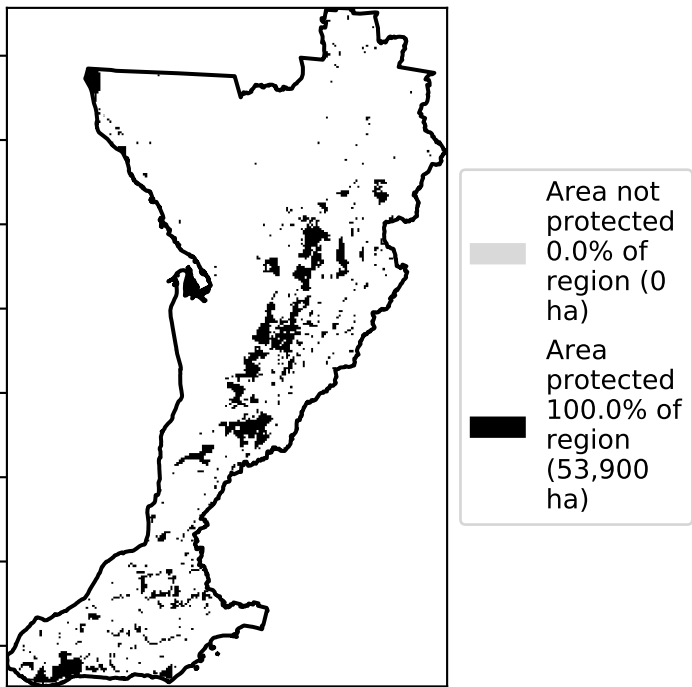 Area not
protected
0.0% of
region (0
ha)
Area
protected
100.0% of
region
(53,900
ha)